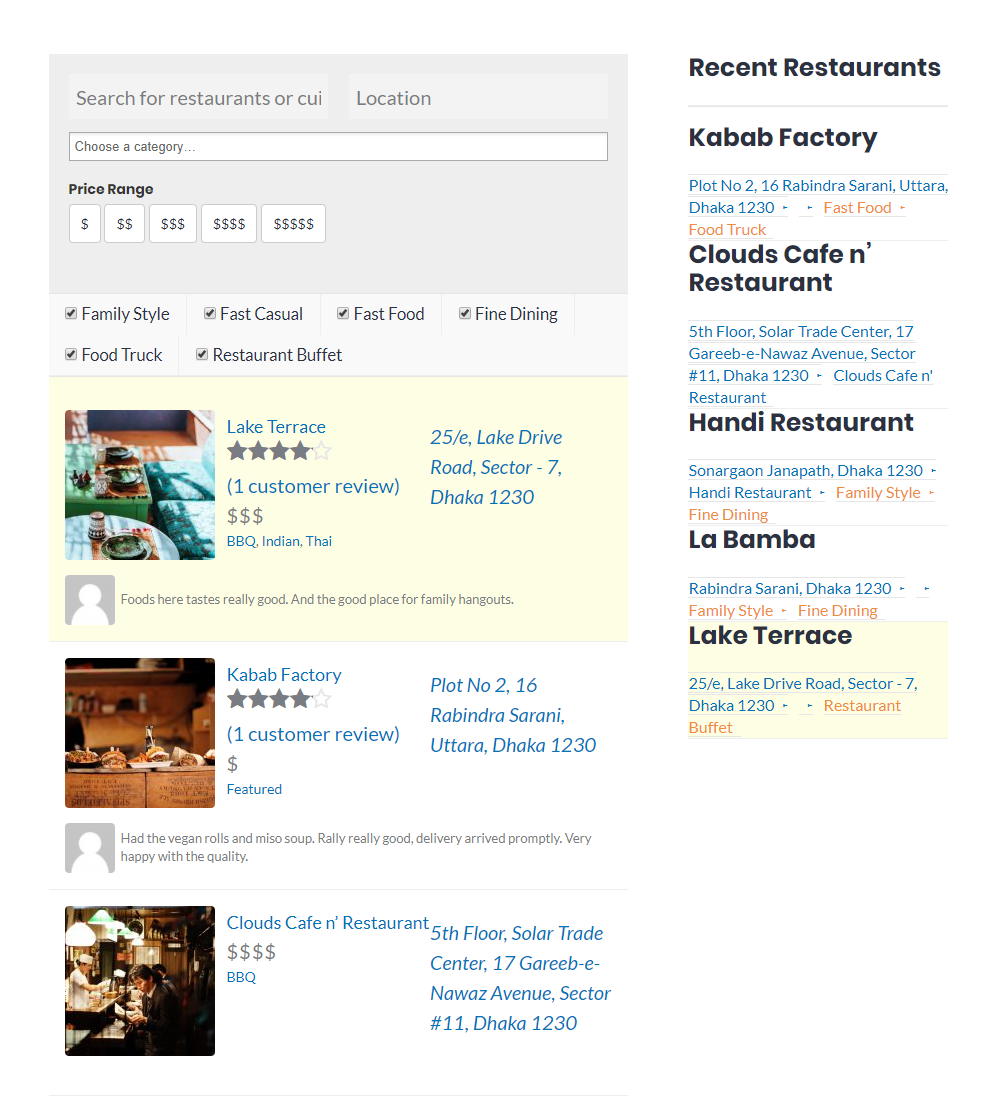 Search for restaurants or cui
Location
Choose a category...
Price Range
$
$$
$$$
$$$$
$$$$$
Family Style
Fast Casual
Fast Food
Fine Dining
Food Truck
Restaurant Buffet
Lake Terrace
(1 customer review)
$$$
BBQ, Indian, Thai
25/e, Lake Drive
Road, Sector - 7,
Dhaka 1230
Foods here tastes really good. And the good place for family hangouts.
Kabab Factory
(1 customer review)
$
Featured
Plot No 2, 16
Rabindra Sarani,
Uttara, Dhaka 1230
Had the vegan rolls and miso soup. Rally really good, delivery arrived promptly. Very
happy with the quality.
Clouds Cafe n’ Restaurant
$$$$
BBQ
5th Floor, Solar Trade
Center, 17 Gareeb-e-
Nawaz Avenue, Sector
#11, Dhaka 1230
Recent Restaurants
Kabab Factory
Plot No 2, 16 Rabindra Sarani, Uttara,
Dhaka 1230 Fast Food
Food Truck
Clouds Cafe n’
Restaurant
5th Floor, Solar Trade Center, 17
Gareeb-e-Nawaz Avenue, Sector
#11, Dhaka 1230 Clouds Cafe n'
Restaurant
Handi Restaurant
Sonargaon Janapath, Dhaka 1230
Handi Restaurant Family Style
Fine Dining
La Bamba
Rabindra Sarani, Dhaka 1230
Family Style Fine Dining
Lake Terrace
25/e, Lake Drive Road, Sector - 7,
Dhaka 1230 Restaurant
Buffet